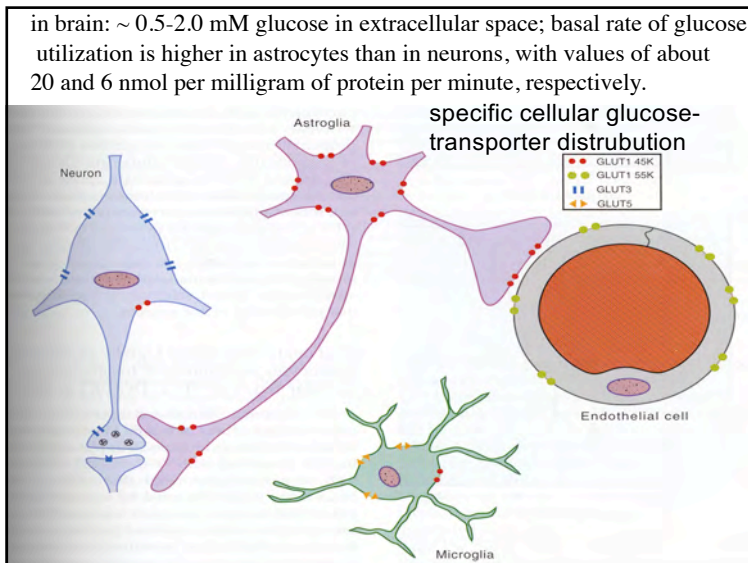 in brain: ~ 0.5-2.0 mM glucose in extracellular space; basal rate of glucose
utilization is higher in astrocytes than in neurons, with values of about
20 and 6 nmol per milligram of protein per minute, respectively.
specific cellular glucose-
transporter distrubution
Astroglia
Neuron
GLUT1 45K
GLUT1 55K
GLUT3
GLUT5
Endothelial cell
Microglia